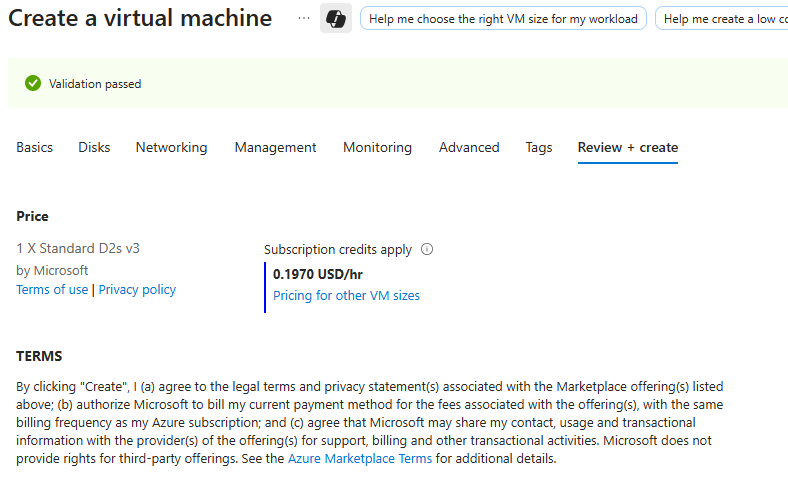 Create a virtual machine ... Help me choose the right VM size for my workload Help me create a low co
Validation passed
Basics Disks Networking Management Monitoring Advanced Tags Review + create
Price
1 X Standard D2s v3 Subscription credits apply
by Microsoft 0.1970 USD/hr
Terms of use | Privacy policy Pricing for other VM sizes
TERMS
By clicking "Create", I (a) agree to the legal terms and privacy statement(s) associated with the Marketplace offering(s) listed
above; (b) authorize Microsoft to bill my current payment method for the fees associated with the offering(s), with the same
billing frequency as my Azure subscription; and (c) agree that Microsoft may share my contact, usage and transactional
information with the provider(s) of the offering(s) for support, billing and other transactional activities. Microsoft does not
provide rights for third-party offerings. See the Azure Marketplace Terms for additional details.